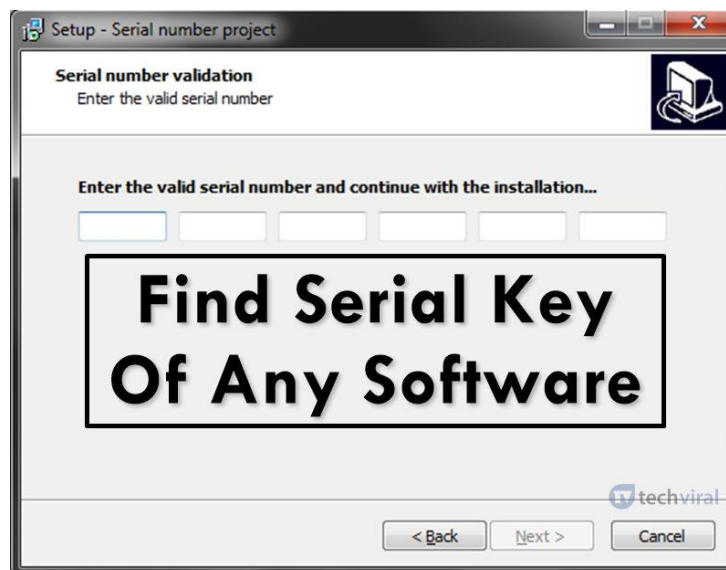 Setup - Serial number project
Serial number validation
Enter the valid serial number
Enter the valid serial number and continue with the installation...
Find Serial Key
Of Any Software
TV techviral
< Back
Next >
Cancel